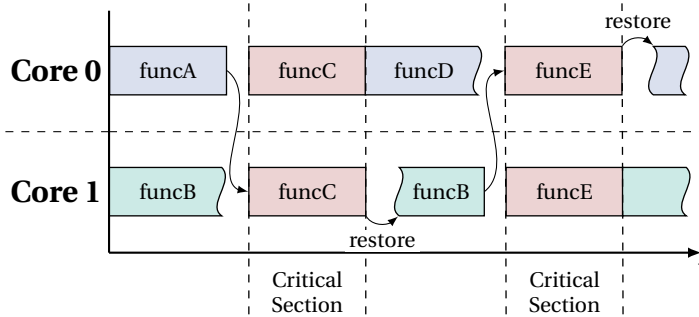 restore
Core 0
funcA
funcC
funcD
funcE
Core 1
funcB
funcC
funcB
funcE
restore
Critical
Section
Critical
Section